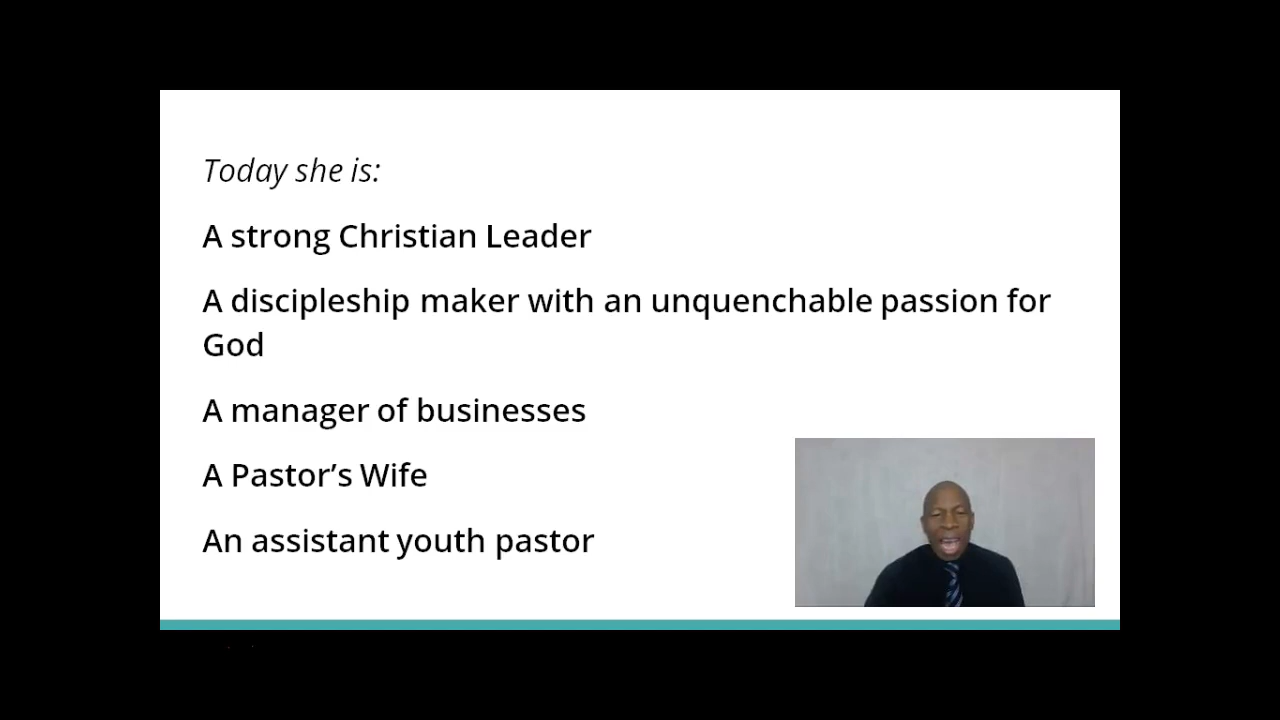 Today she is:
A strong Christian Leader
A discipleship maker with an unquenchable passion for
God
A manager of businesses
A Pastor’s Wife
An assistant youth pastor